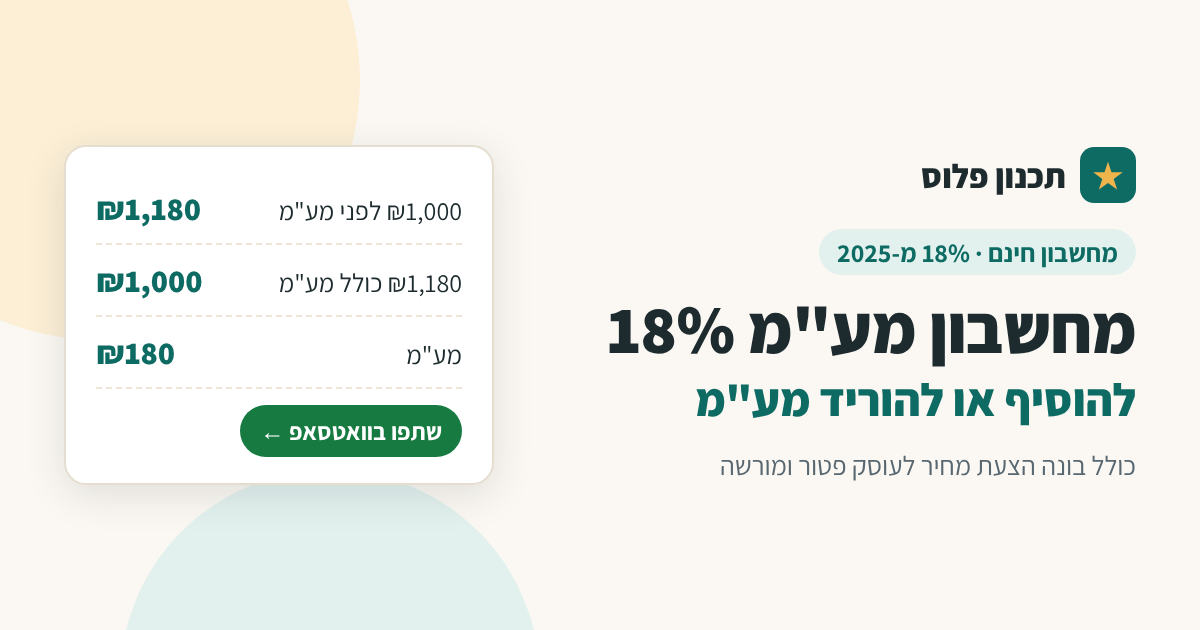 תכנון פלוס
מחשבון חינם · 18% מ-2025
מחשבון מע"מ 18%
להוסיף או להוריד מע"מ
כולל בונה הצעת מחיר לעוסק פטור ומורשה
₪1,000 לפני מע"מ ₪1,180
₪1,180 כולל מע"מ ₪1,000
מע"מ ₪180
שתפו בוואטסאפ ←